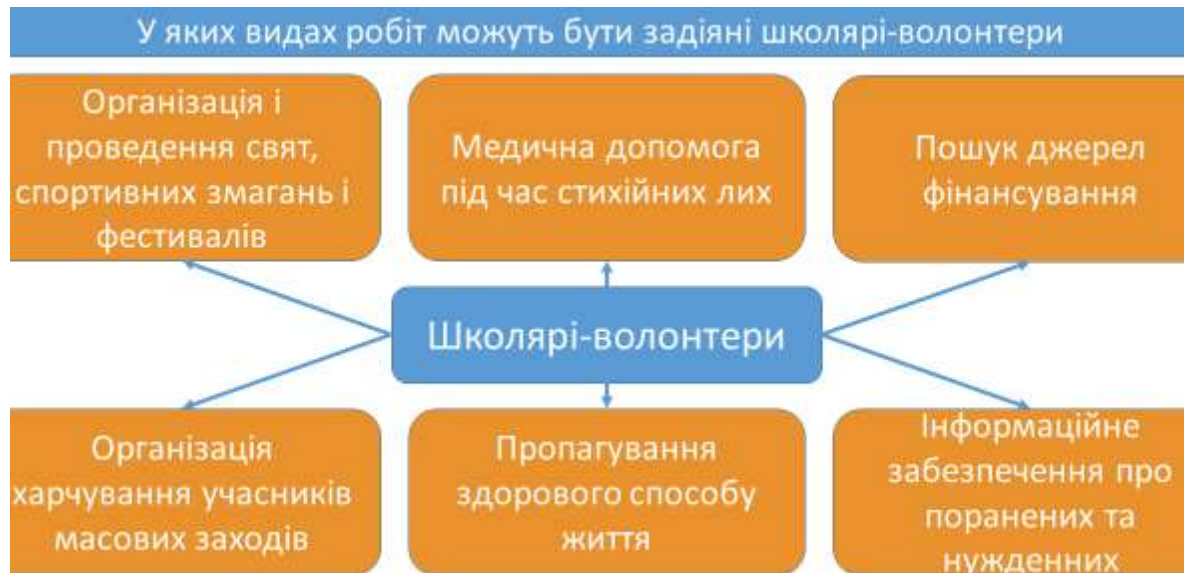 У яких видах робіт можуть бути задіяні школярі-волонтери
Організація і
проведення свят,
спортивних змагань і
фестивалів
Медична допомога
під час стихійних лих
Пошук джерел
фінансування
Школярі-волонтери
Організація
харчування учасників
масових заходів
Пропагування
здорового способу
життя
Інформаційне
забезпечення про
поранених та
нужденних